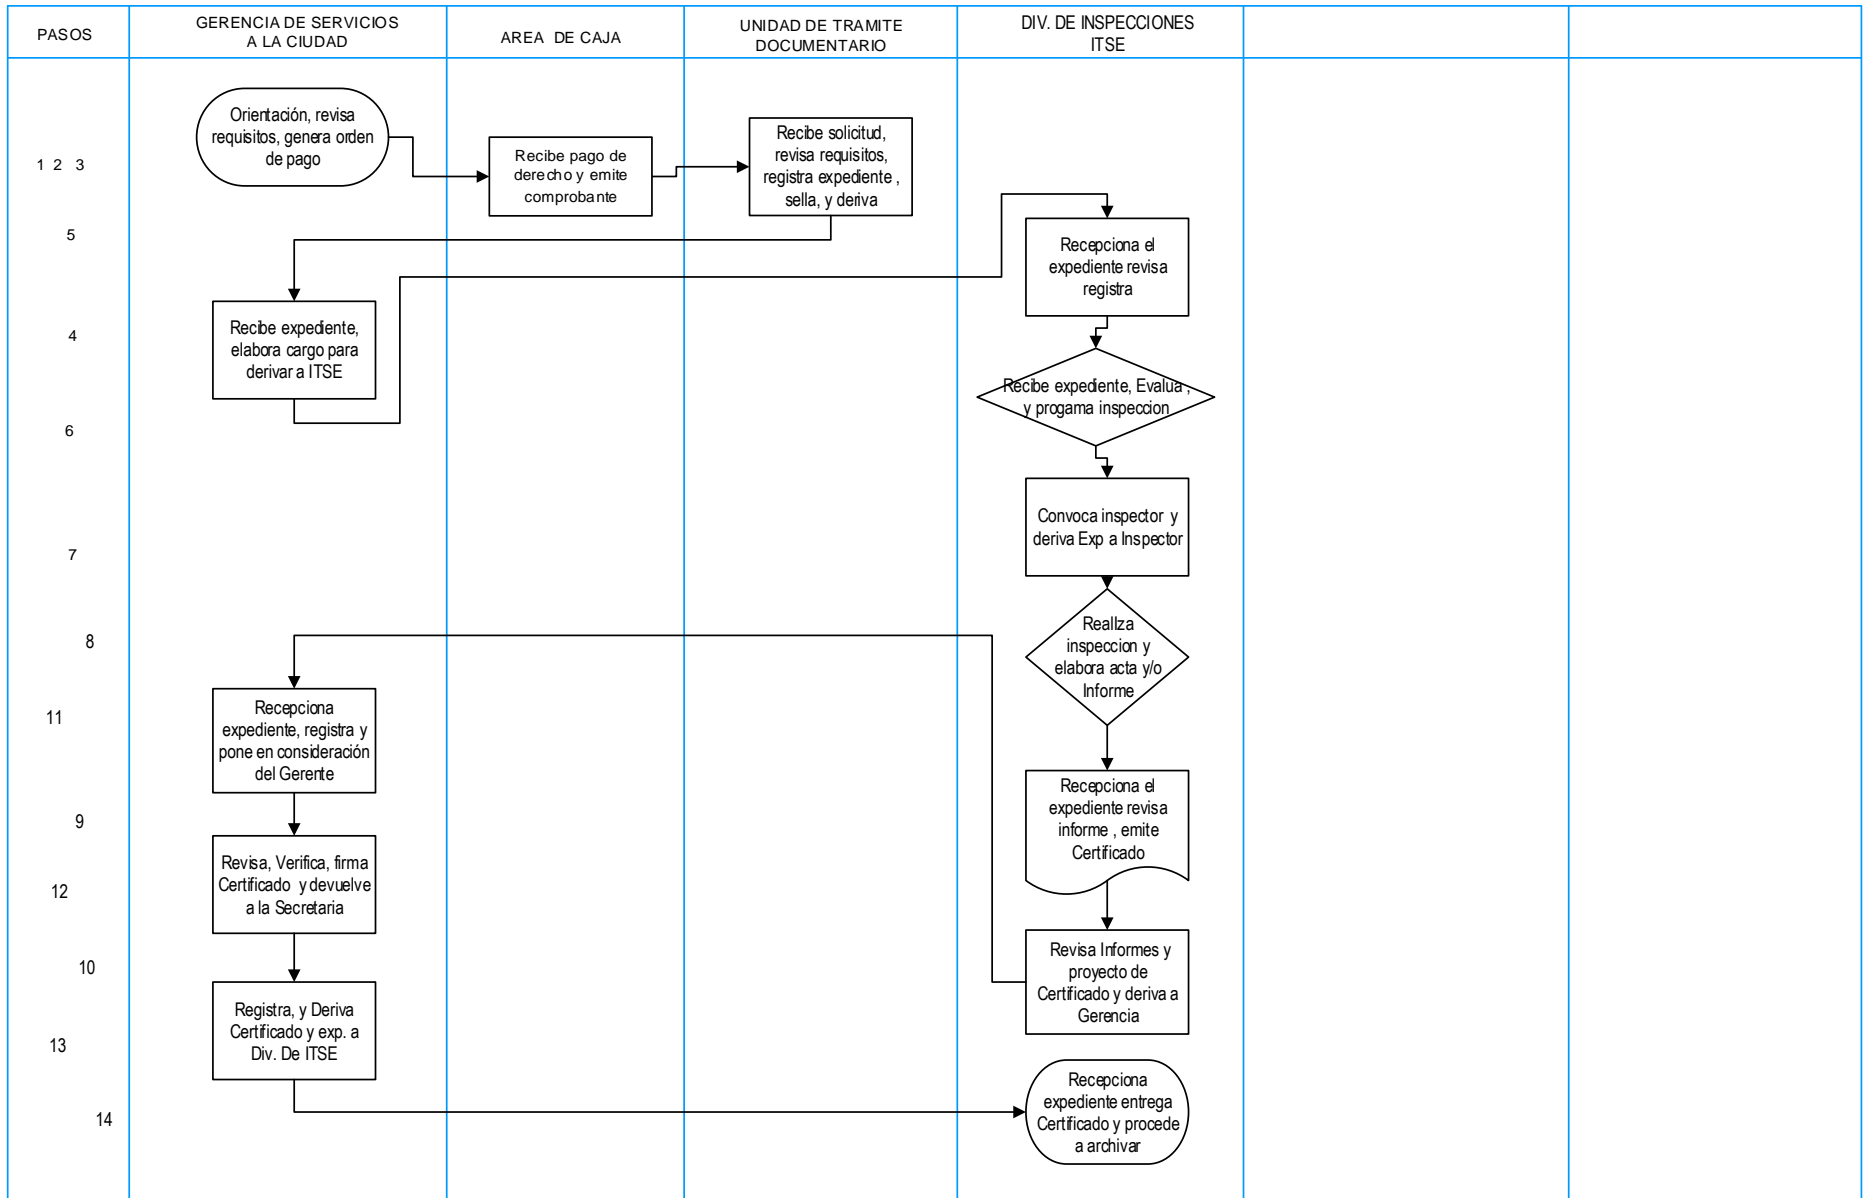 PASOS
GERENCIA DE SERVICIOS
A LA CIUDAD
AREA DE CAJA
UNIDAD DE TRAMITE
DOCUMENTARIO
DIV. DE INSPECCIONES
ITSE
1 2 3
Orientación, revisa
requisitos, genera orden
de pago
Recibe pago de
derecho y emite
comprobante
Recibe solicitud,
revisa requisitos,
registra expediente ,
sella, y deriva
5
Recepciona el
expediente revisa
registra
4
Recibe expediente,
elabora cargo para
derivar a ITSE
Recibe expediente, Evalua ,
y progama inspeccion
6
Convoca inspector y
deriva Exp a Inspector
7
8
RealIza
inspeccion y
elabora acta y/o
Informe
11
Recepciona
expediente, registra y
pone en consideración
del Gerente
9
Recepciona el
expediente revisa
informe , emite
Certificado
12
Revisa, Verifica, firma
Certificado y devuelve
a la Secretaria
10
Revisa Informes y
proyecto de
Certificado y deriva a
Gerencia
13
Registra, y Deriva
Certificado y exp. a
Div. De ITSE
14
Recepciona
expediente entrega
Certificado y procede
a archivar